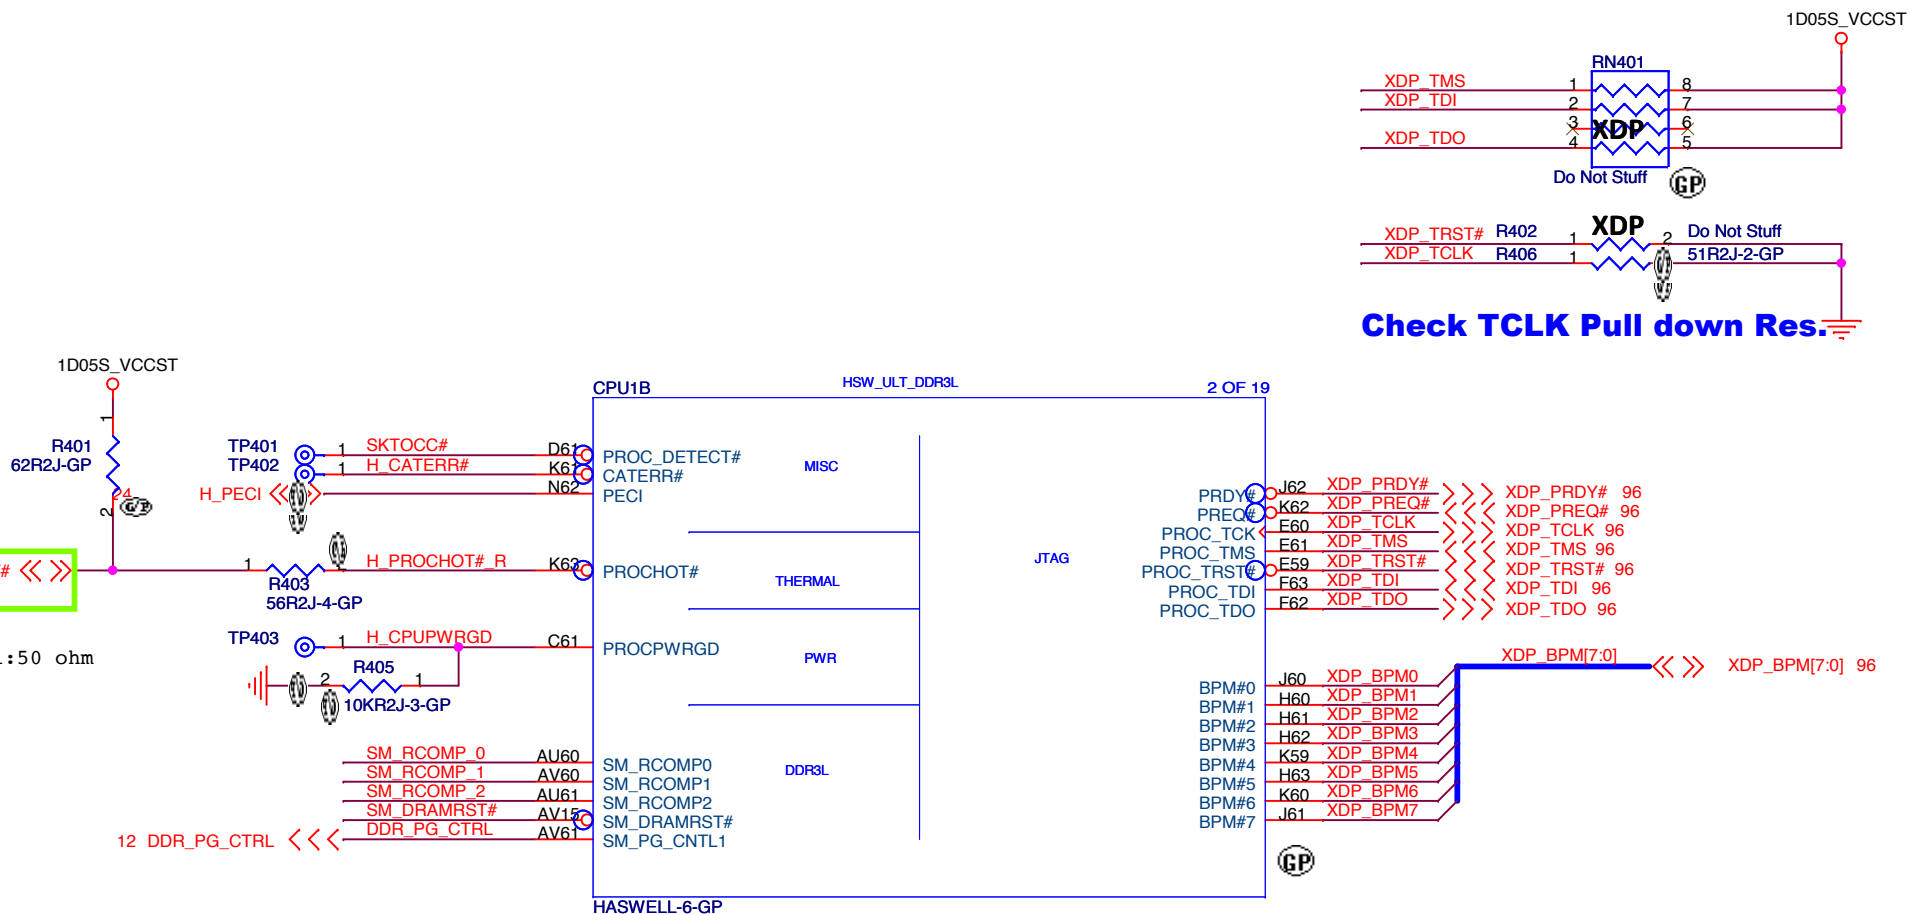 1D05S_VCCST
RN401
XDP_TMS 1 8
XDP_TDI 2 7
3 XDP 6
XDP_TDO 4 5
Do Not Stuff GP
XDP
XDP_TRST# R402 1 2 Do Not Stuff
XDP_TCLK R406 1 51R2J-2-GP
Check TCLK Pull down Res.
1D05S_VCCST
CPU1B HSW_ULT_DDR3L 2 OF 19
1
R401
62R2J-GP
24
2
TP401 1 SKTOCC# D61 PROC_DETECT#
TP402 1 H_CATERR# K61 CATERR#
H_PECI N62 PECI
MISC
# 1 R403 H_PROCHOT#_R K63 PROCHOT#
56R2J-4-GP
THERMAL
:50 ohm
TP403 1 H_CPUPWRGD C61 PROCPWRGD
PWR
2 R405 1
10KR2J-3-GP
SM_RCOMP_0 AU60 SM_RCOMP0
SM_RCOMP_1 AV60 SM_RCOMP1
SM_RCOMP_2 AU61 SM_RCOMP2
SM_DRAMRST# AV15 SM_DRAMRST#
12 DDR_PG_CTRL DDR_PG_CTRL AV61 SM_PG_CNTL1
DDR3L
JTAG
PRDY# J62 XDP_PRDY# XDP_PRDY# 96
PREQ# K62 XDP_PREQ# XDP_PREQ# 96
PROC_TCK E60 XDP_TCLK XDP_TCLK 96
PROC_TMS E61 XDP_TMS XDP_TMS 96
PROC_TRST# E59 XDP_TRST# XDP_TRST# 96
PROC_TDI F63 XDP_TDI XDP_TDI 96
PROC_TDO F62 XDP_TDO XDP_TDO 96
XDP_BPM[7:0] XDP_BPM[7:0] 96
BPM#0 J60 XDP_BPM0
BPM#1 H60 XDP_BPM1
BPM#2 H61 XDP_BPM2
BPM#3 H62 XDP_BPM3
BPM#4 K59 XDP_BPM4
BPM#5 H63 XDP_BPM5
BPM#6 K60 XDP_BPM6
BPM#7 J61 XDP_BPM7
GP
HASWELL-6-GP